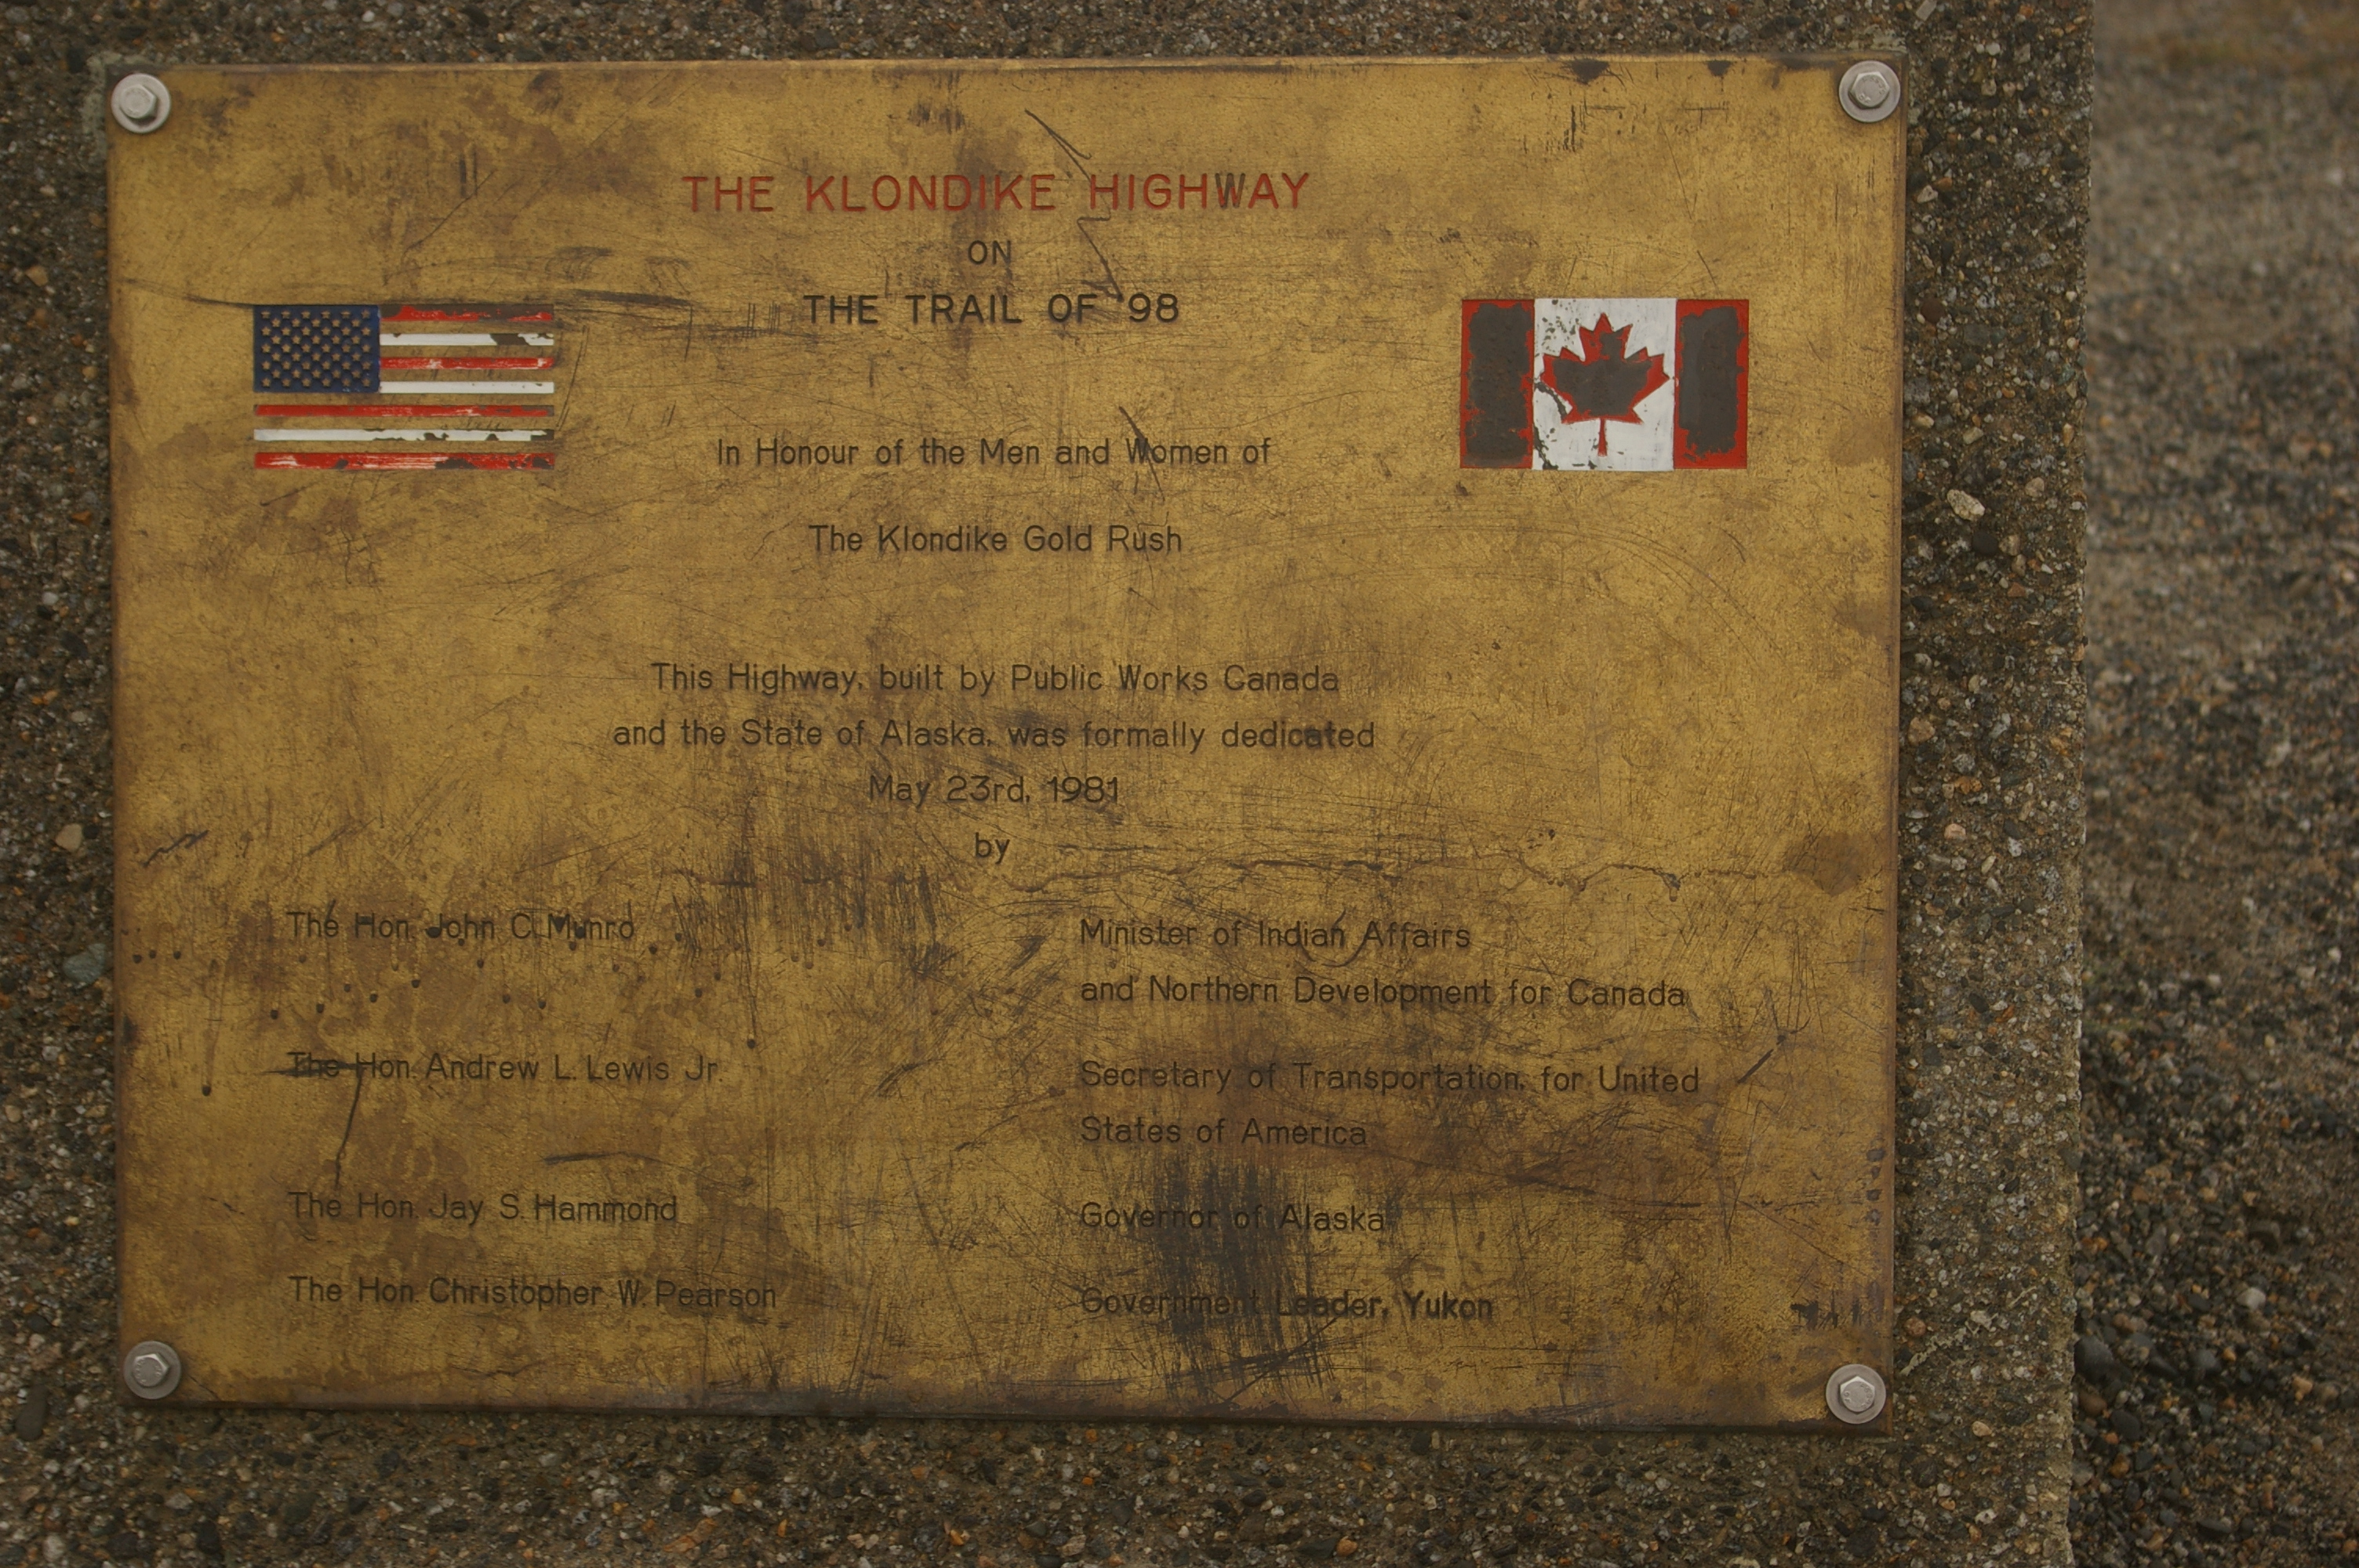 THE KLONDIKE HIGHWAY
ON
THE TRAIL OF '98
In Honour of the Men and Women of
The Klondike Gold Rush
This Highway, built by Public Works Canada
and the State of Alaska, was formally dedicated
May 23rd, 1981
by
The Hon. John C. Munro
Minister of Indian Affairs
and Northern Development for Canada
The Hon. Andrew L. Lewis Jr.
Secretary of Transportation, for United
States of America
The Hon. Jay S. Hammond
Governor of Alaska
The Hon. Christopher W. Pearson
Government Leader, Yukon